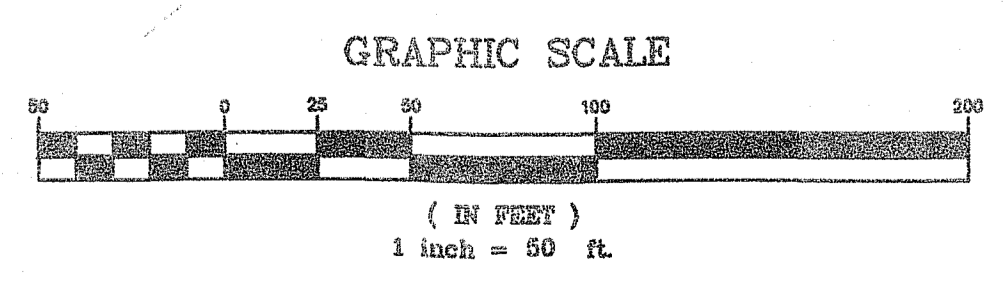 GRAPHIC SCALE
50 0 25 50 100 200
( IN FEET )
1 inch = 50 ft.